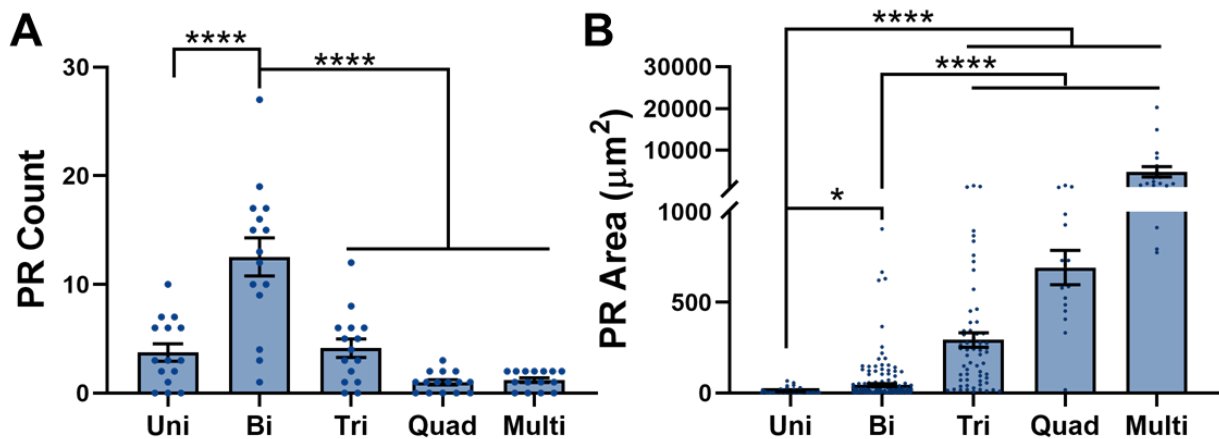 A
PR Count
30
20
10
0
****
****
Uni Bi Tri Quad Multi
B
PR Area (μm²)
30000
20000
10000
1000
500
0
****
****
*
Uni Bi Tri Quad Multi